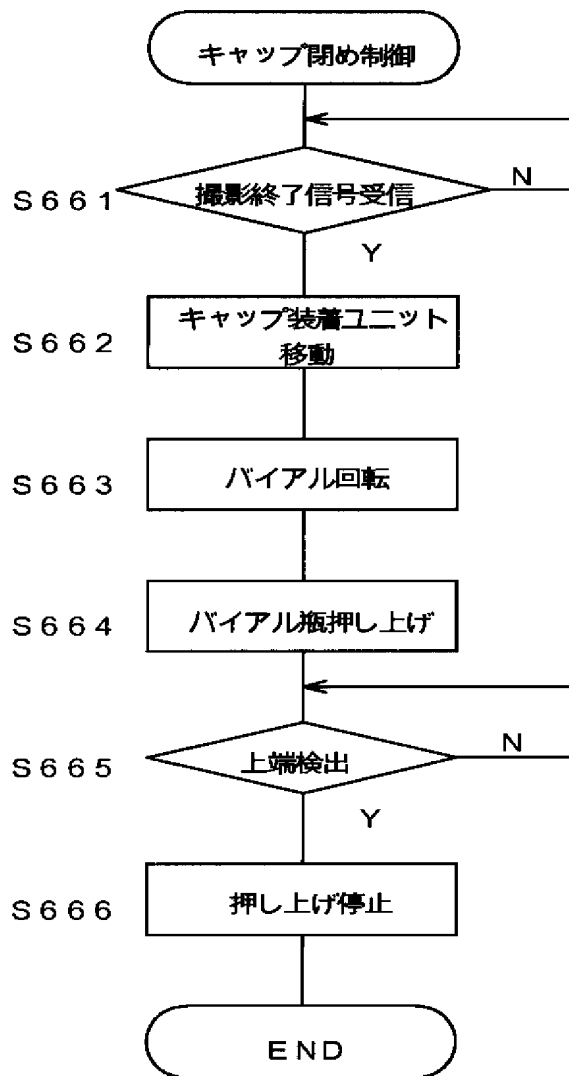 キャップ閉め制御
S661
撮影終了信号受信
N
Y
S662
キャップ装着ユニット
移動
S663
バイアル回転
S664
バイアル瓶押し上げ
S665
上端検出
N
Y
S666
押し上げ停止
END